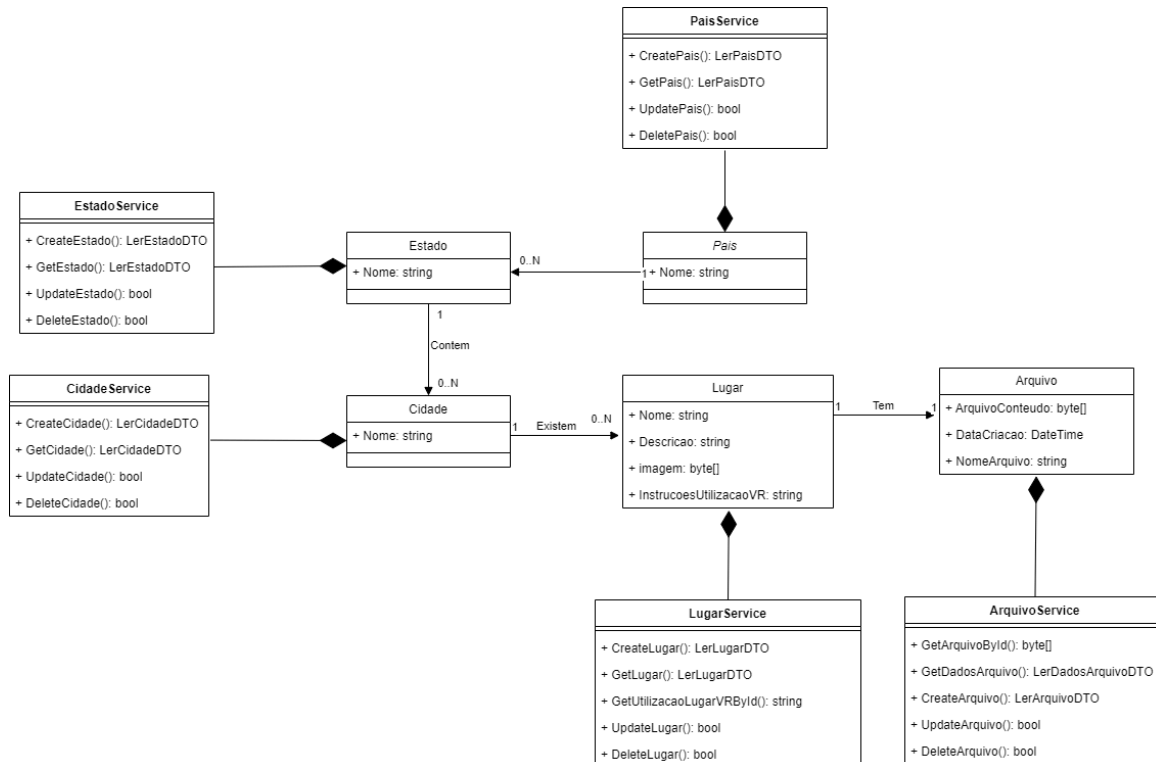 PaisService
+ CreatePais(): LerPaisDTO
+ GetPais(): LerPaisDTO
+ UpdatePais(): bool
+ DeletePais(): bool
EstadoService
+ CreateEstado(): LerEstadoDTO
+ GetEstado(): LerEstadoDTO
+ UpdateEstado(): bool
+ DeleteEstado(): bool
Estado
+ Nome: string
0..N
1
Pais
+ Nome: string
1
Contem
0..N
CidadeService
+ CreateCidade(): LerCidadeDTO
+ GetCidade(): LerCidadeDTO
+ UpdateCidade(): bool
+ DeleteCidade(): bool
Cidade
+ Nome: string
1
Existem
0..N
Lugar
+ Nome: string
+ Descricao: string
+ imagem: byte[]
+ InstrucoesUtilizacaoVR: string
1
Tem
1
Arquivo
+ ArquivoConteudo: byte[]
+ DataCriacao: DateTime
+ NomeArquivo: string
LugarService
+ CreateLugar(): LerLugarDTO
+ GetLugar(): LerLugarDTO
+ GetUtilizacaoLugarVRById(): string
+ UpdateLugar(): bool
+ DeleteLugar(): bool
ArquivoService
+ GetArquivoById(): byte[]
+ GetDadosArquivo(): LerDadosArquivoDTO
+ CreateArquivo(): LerArquivoDTO
+ UpdateArquivo(): bool
+ DeleteArquivo(): bool